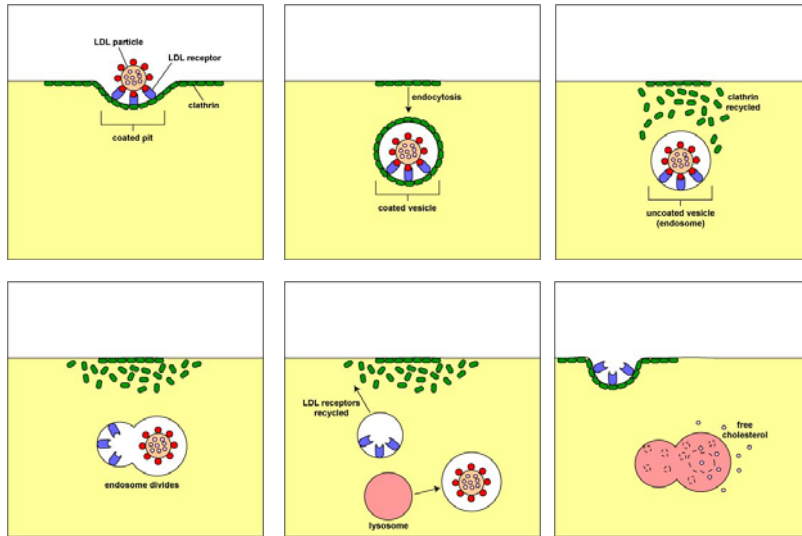 LDL particle
LDL receptor
clathrin
coated pit
endocytosis
coated vesicle
clathrin
recycled
uncoated vesicle
(endosome)
endosome divides
LDL receptors
recycled
lysosome
free
cholesterol